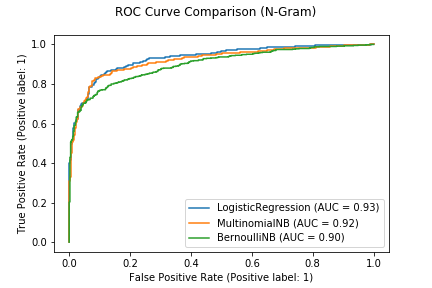 ROC Curve Comparison (N-Gram)
True Positive Rate (Positive label: 1)
1.0
0.8
0.6
0.4
0.2
0.0
LogisticRegression (AUC = 0.93)
MultinomialNB (AUC = 0.92)
BernoulliNB (AUC = 0.90)
0.0 0.2 0.4 0.6 0.8 1.0
False Positive Rate (Positive label: 1)